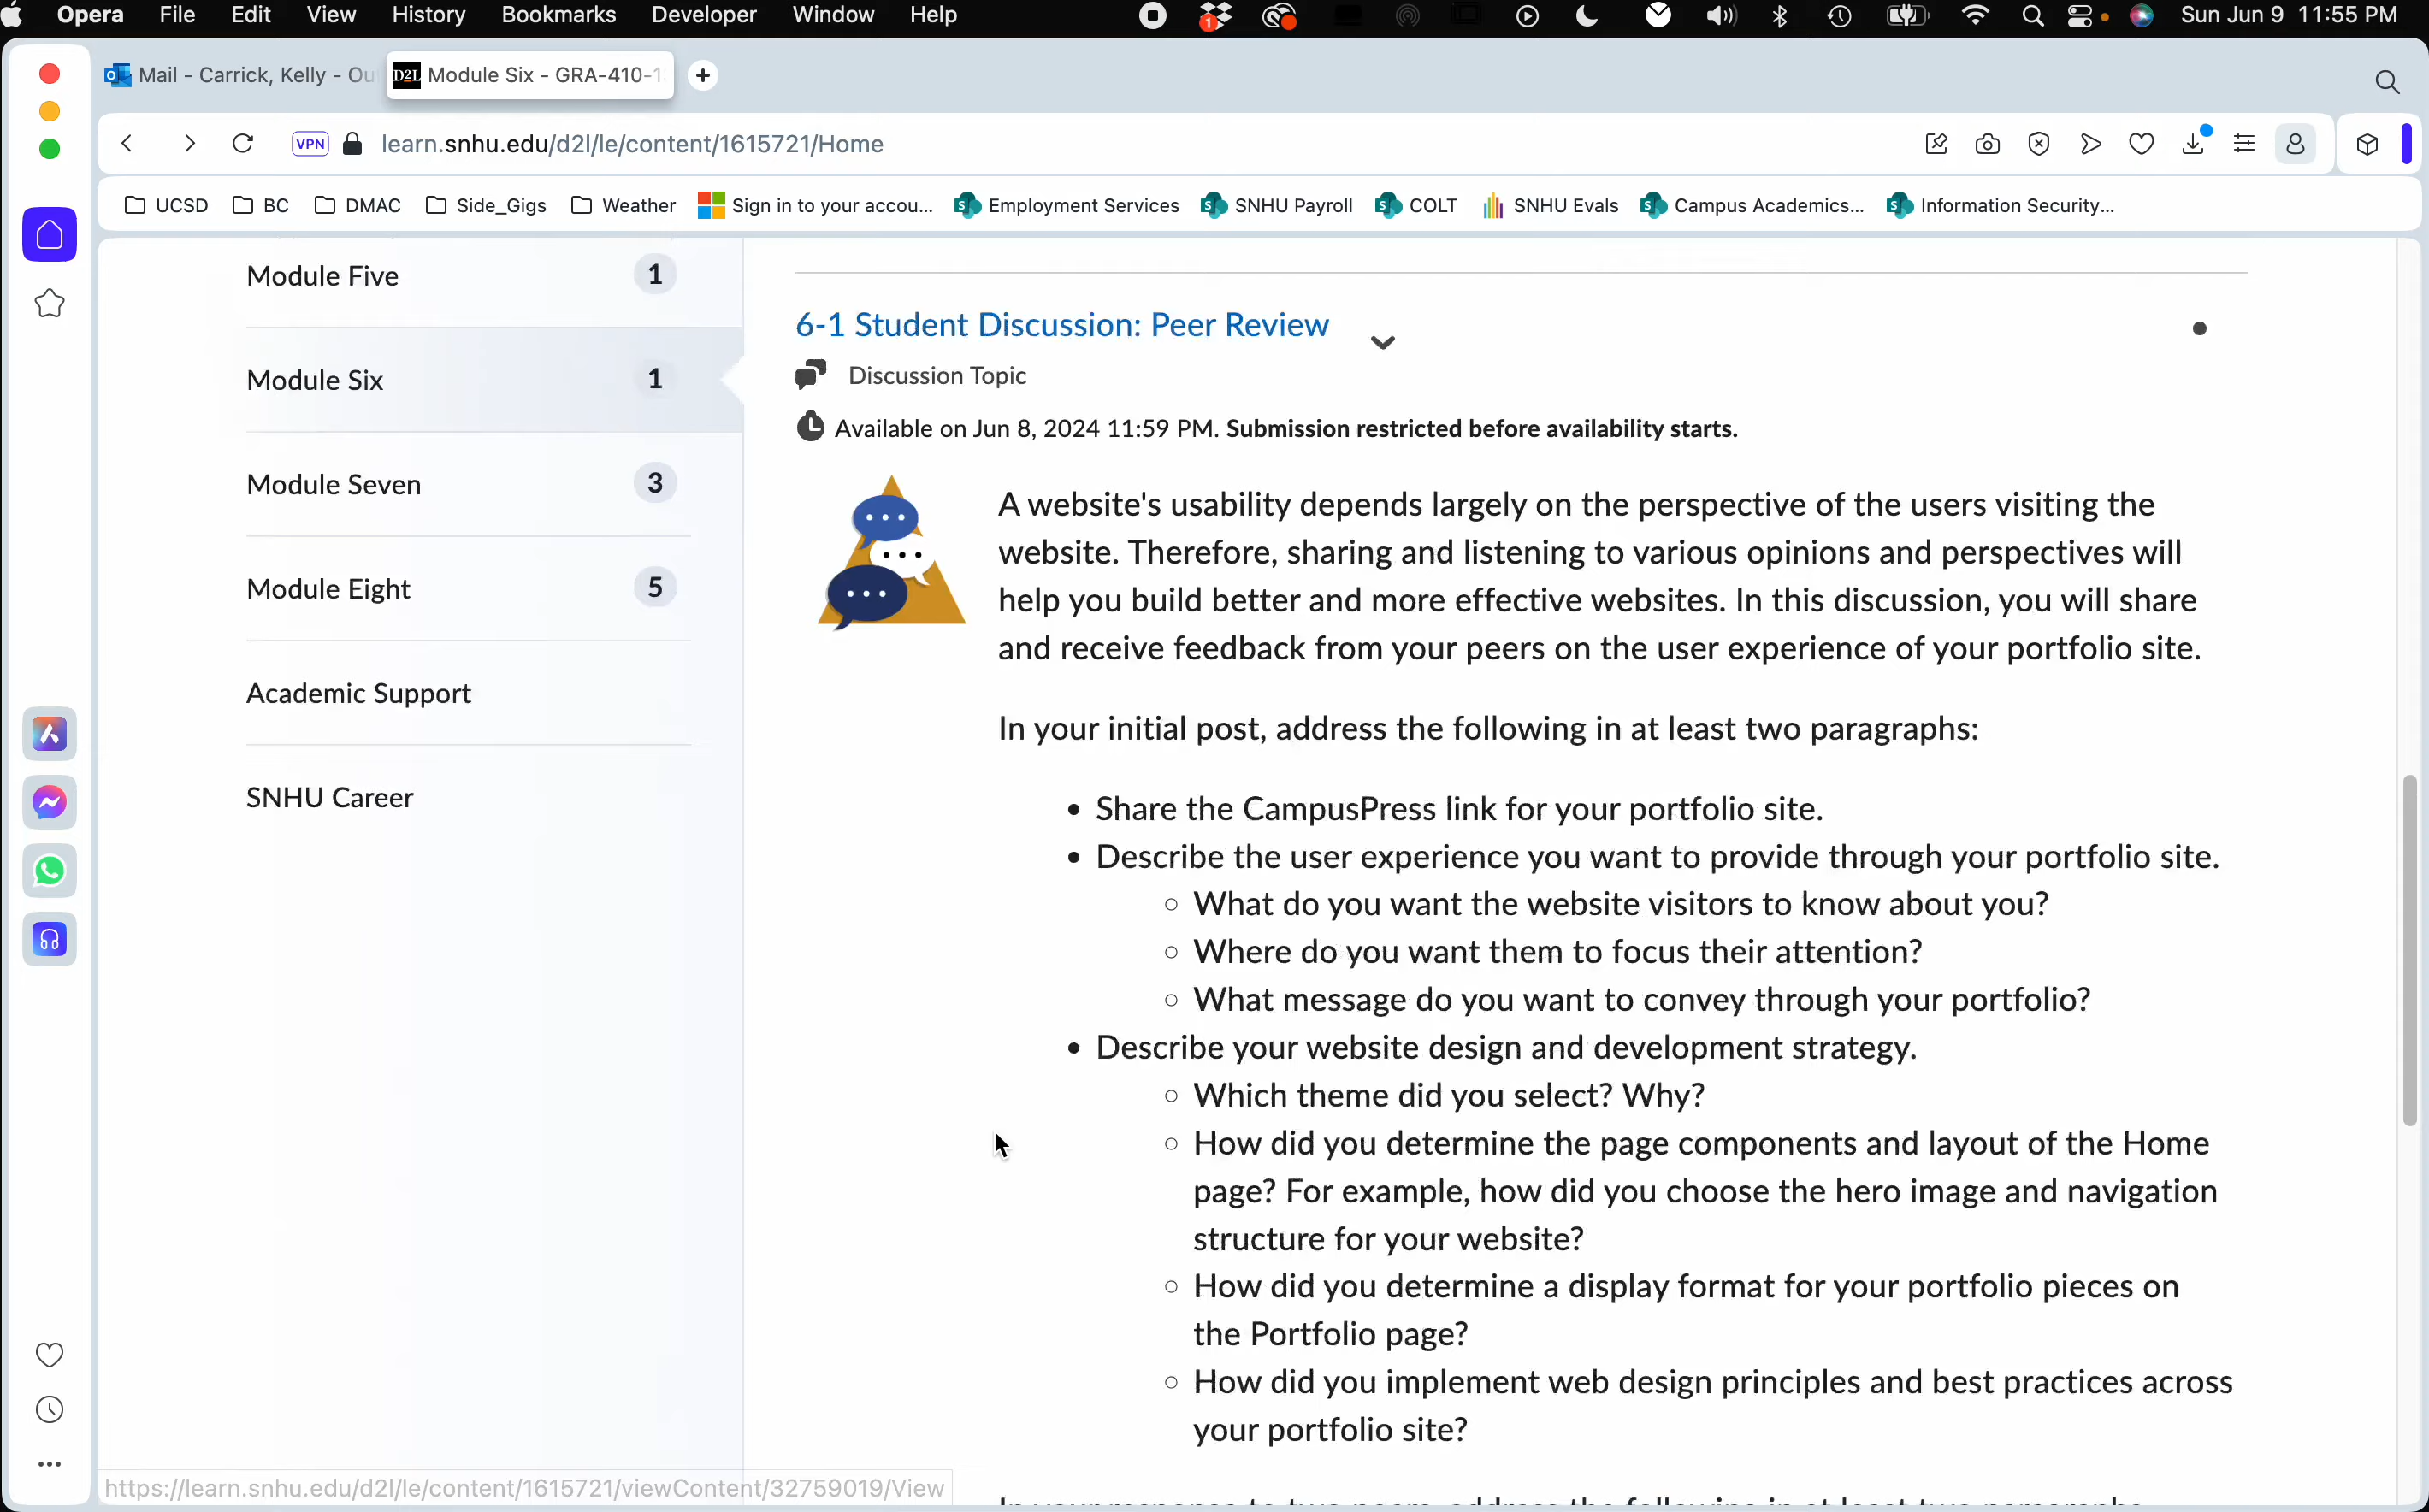 Opera File Edit View History Bookmarks Developer Window Help 1 Sun Jun 9 11:55 PM
Mail - Carrick, Kelly - Ou D2L Module Six - GRA-410-1
VPN learn.snhu.edu/d2l/le/content/1615721/Home
UCSD BC DMAC Side_Gigs Weather Sign in to your accou... Employment Services SNHU Payroll COLT SNHU Evals Campus Academics... Information Security...
Module Five 1
Module Six 1
Module Seven 3
Module Eight 5
Academic Support
SNHU Career
6-1 Student Discussion: Peer Review
Discussion Topic
Available on Jun 8, 2024 11:59 PM. Submission restricted before availability starts.
A website's usability depends largely on the perspective of the users visiting the
website. Therefore, sharing and listening to various opinions and perspectives will
help you build better and more effective websites. In this discussion, you will share
and receive feedback from your peers on the user experience of your portfolio site.
In your initial post, address the following in at least two paragraphs:
• Share the CampusPress link for your portfolio site.
• Describe the user experience you want to provide through your portfolio site.
○ What do you want the website visitors to know about you?
○ Where do you want them to focus their attention?
○ What message do you want to convey through your portfolio?
• Describe your website design and development strategy.
○ Which theme did you select? Why?
○ How did you determine the page components and layout of the Home
page? For example, how did you choose the hero image and navigation
structure for your website?
○ How did you determine a display format for your portfolio pieces on
the Portfolio page?
○ How did you implement web design principles and best practices across
your portfolio site?
https://learn.snhu.edu/d2l/le/content/1615721/viewContent/32759019/View